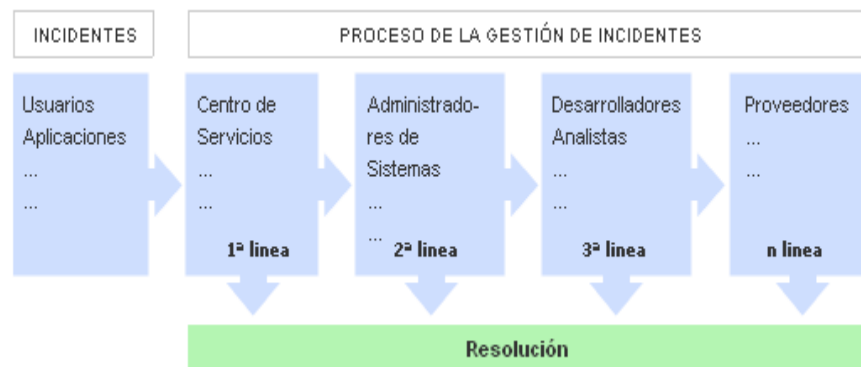 INCIDENTES
PROCESO DE LA GESTIÓN DE INCIDENTES
Usuarios
Aplicaciones
...
...
Centro de
Servicios
...
...
1ª linea
Administrado-
res de
Sistemas
...
...
2ª linea
Desarrolladores
Analistas
...
...
3ª linea
Proveedores
...
...
n linea
Resolución